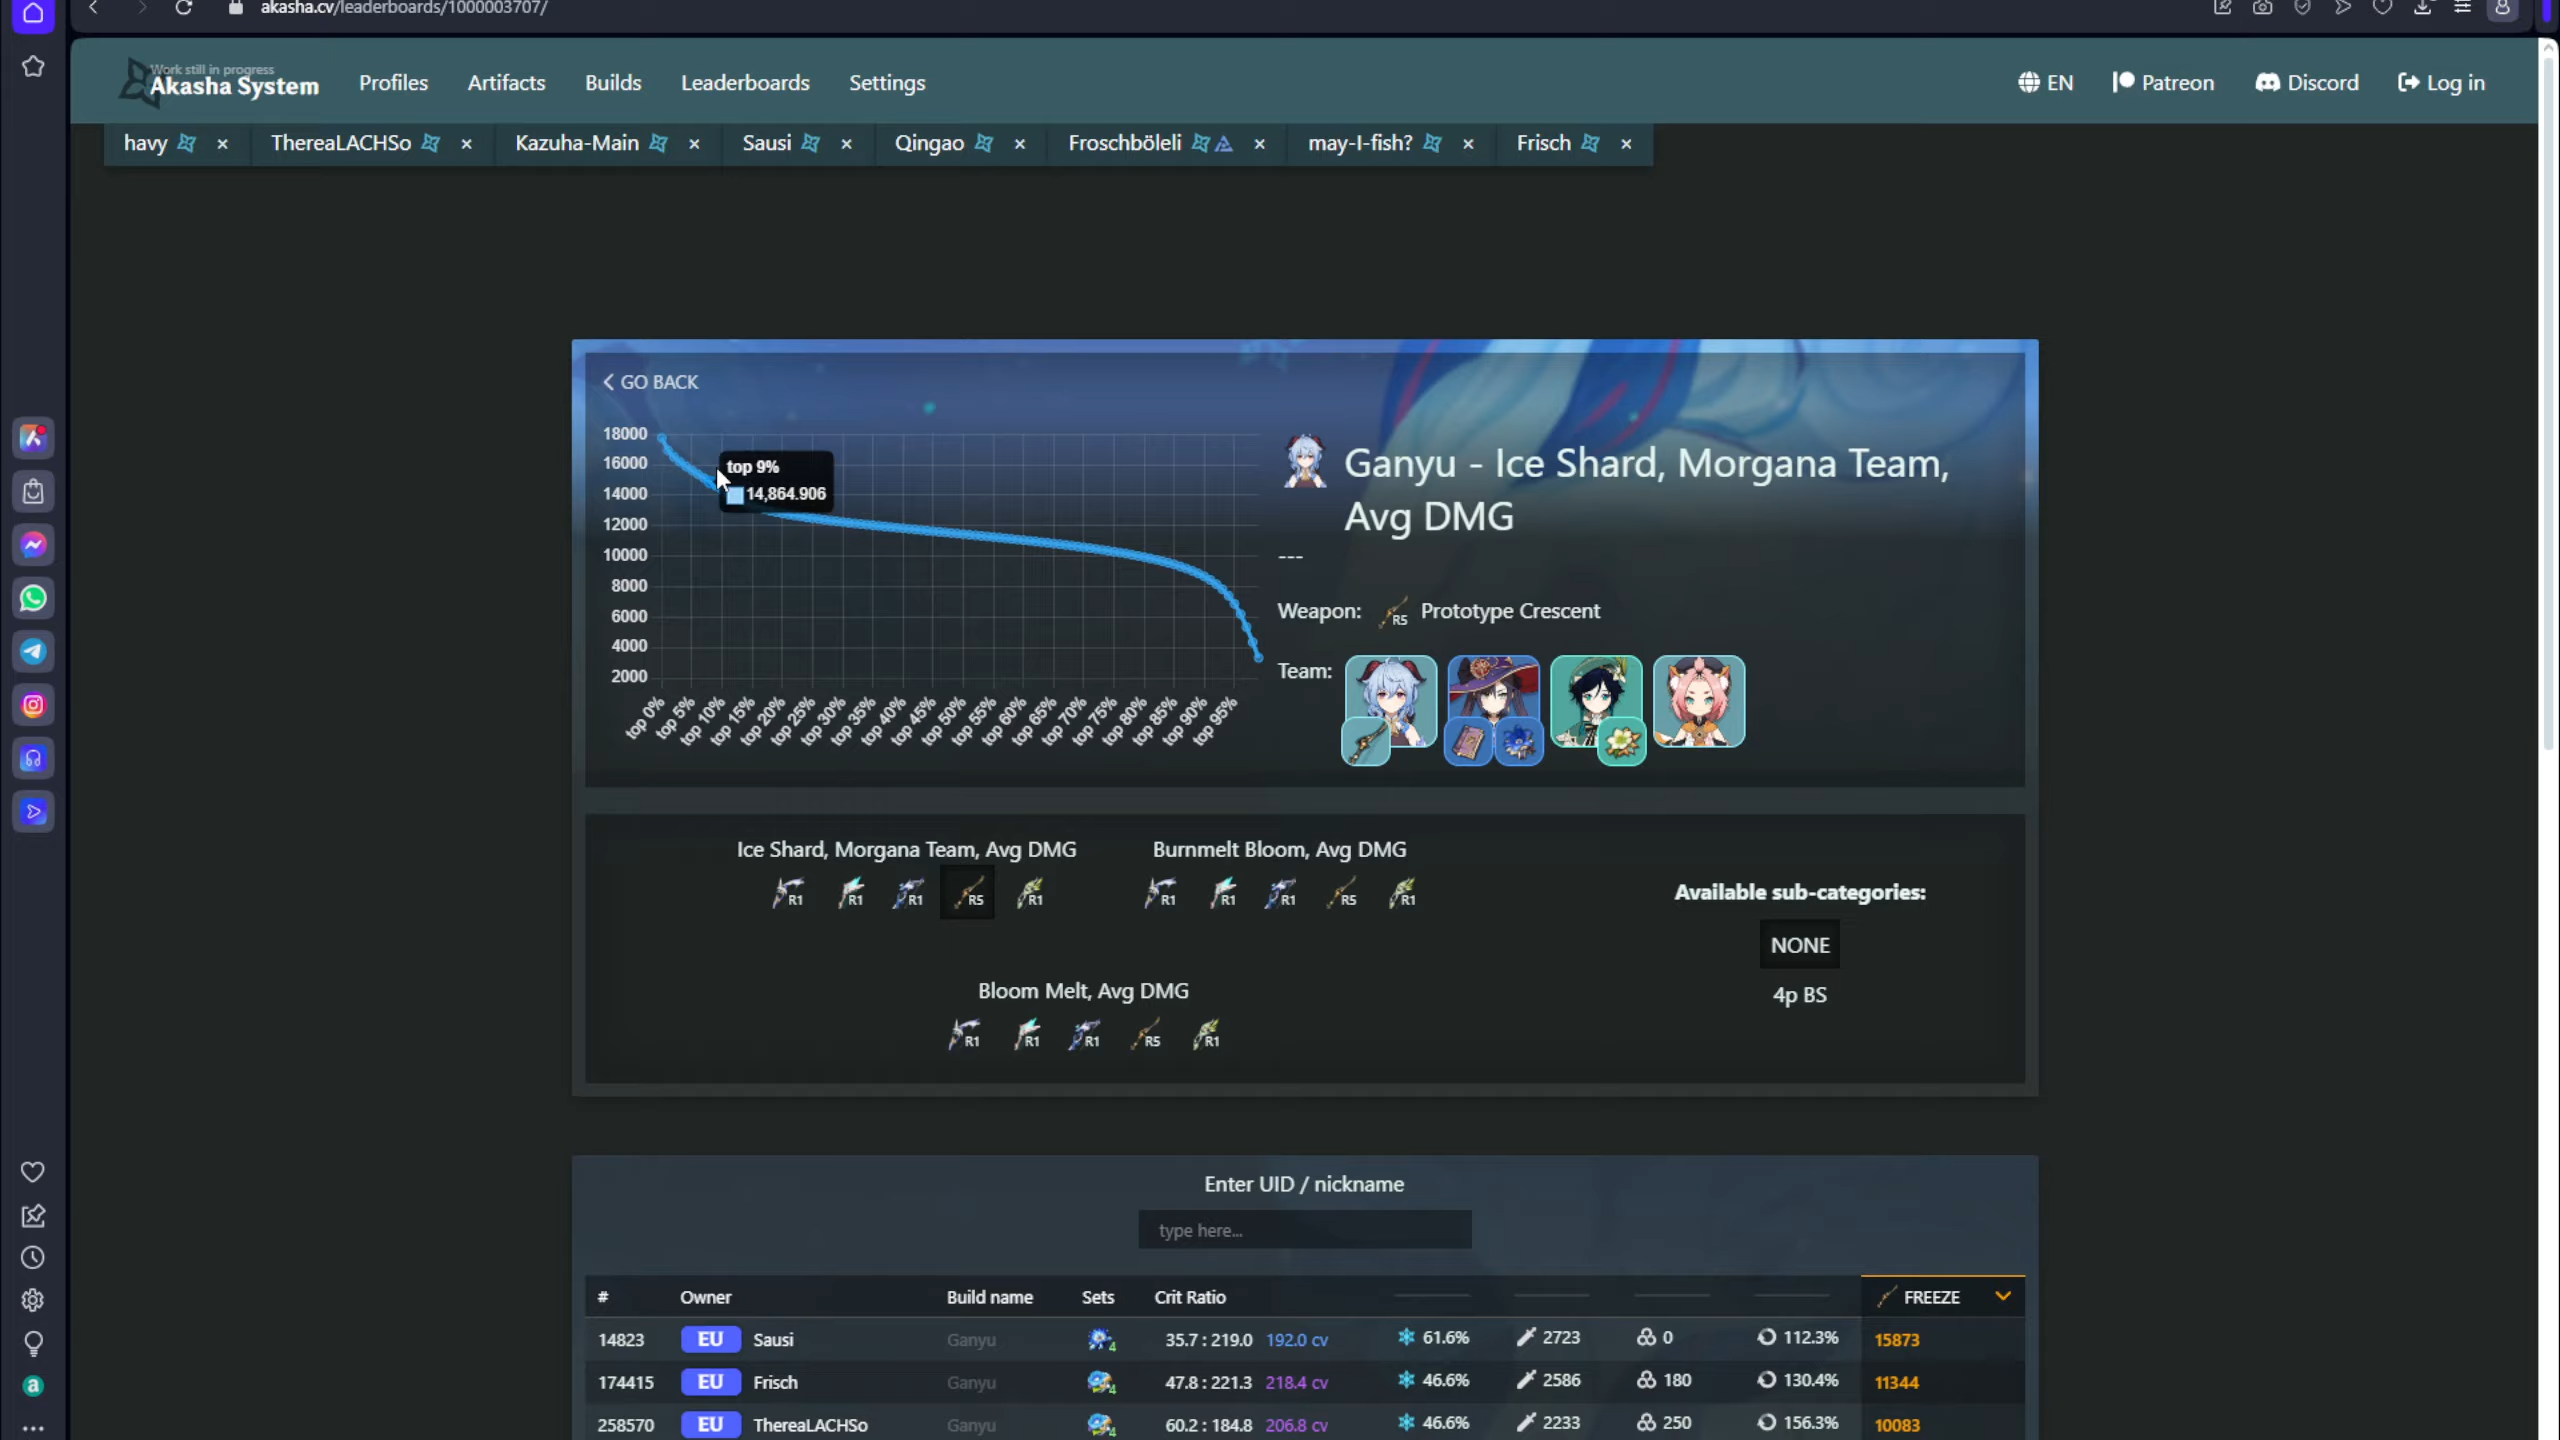 akasha.cv/leaderboards/1000003707/
Work still in progress
Akasha System
Profiles
Artifacts
Builds
Leaderboards
Settings
EN
Patreon
Discord
Log in
havy ×
ThereaLACHSo ×
Kazuha-Main ×
Sausi ×
Qingao ×
Froschböleli ×
may-I-fish? ×
Frisch ×
GO BACK
18000
16000
14000
12000
10000
8000
6000
4000
2000
top 9%
14,864.906
top 0%
top 5%
top 10%
top 15%
top 20%
top 25%
top 30%
top 35%
top 40%
top 45%
top 50%
top 55%
top 60%
top 65%
top 70%
top 75%
top 80%
top 85%
top 90%
top 95%
Ganyu - Ice Shard, Morgana Team,
Avg DMG
---
Weapon: R5 Prototype Crescent
Team:
Ice Shard, Morgana Team, Avg DMG
R1 R1 R1 R5 R1
Burnmelt Bloom, Avg DMG
R1 R1 R1 R5 R1
Bloom Melt, Avg DMG
R1 R1 R1 R5 R1
Available sub-categories:
NONE
4p BS
Enter UID / nickname
type here...
# Owner Build name Sets Crit Ratio FREEZE
14823 EU Sausi Ganyu 4 35.7 : 219.0 192.0 cv 61.6% 2723 0 112.3% 15873
174415 EU Frisch Ganyu 4 47.8 : 221.3 218.4 cv 46.6% 2586 180 130.4% 11344
258570 EU ThereaLACHSo Ganyu 4 60.2 : 184.8 206.8 cv 46.6% 2233 250 156.3% 10083
a